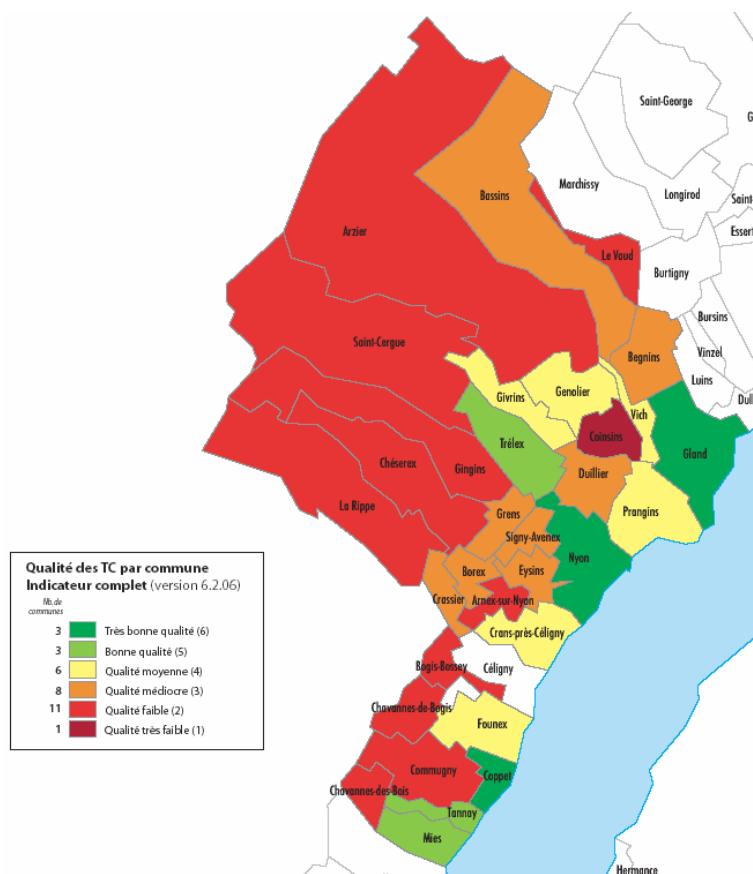 Saint-George
G
Marchissy
Bassins
Longirod
Saint-
Essert
Arzier
Le Vaud
Burtigny
Bursins
Saint-Cergue
Begnins
Vinzel
Luins
Dull
Givrins
Genolier
Vich
Trélex
Coinsins
Gland
Chéserex
Gingins
Duillier
La Rippe
Grens
Prangins
Signy-Avenex
Nyon
Borex
Eysins
Crassier
Arnex-sur-Nyon
Crans-près-Céligny
Bogis-Bossey
Céligny
Chavannes-de-Bogis
Founex
Commugny
Coppet
Chavannes-des-Bois
Tannay
Mies
Hermance
Qualité des TC par commune
Indicateur complet (version 6.2.06)
Nb. de
communes
3 Très bonne qualité (6)
3 Bonne qualité (5)
6 Qualité moyenne (4)
8 Qualité médiocre (3)
11 Qualité faible (2)
1 Qualité très faible (1)